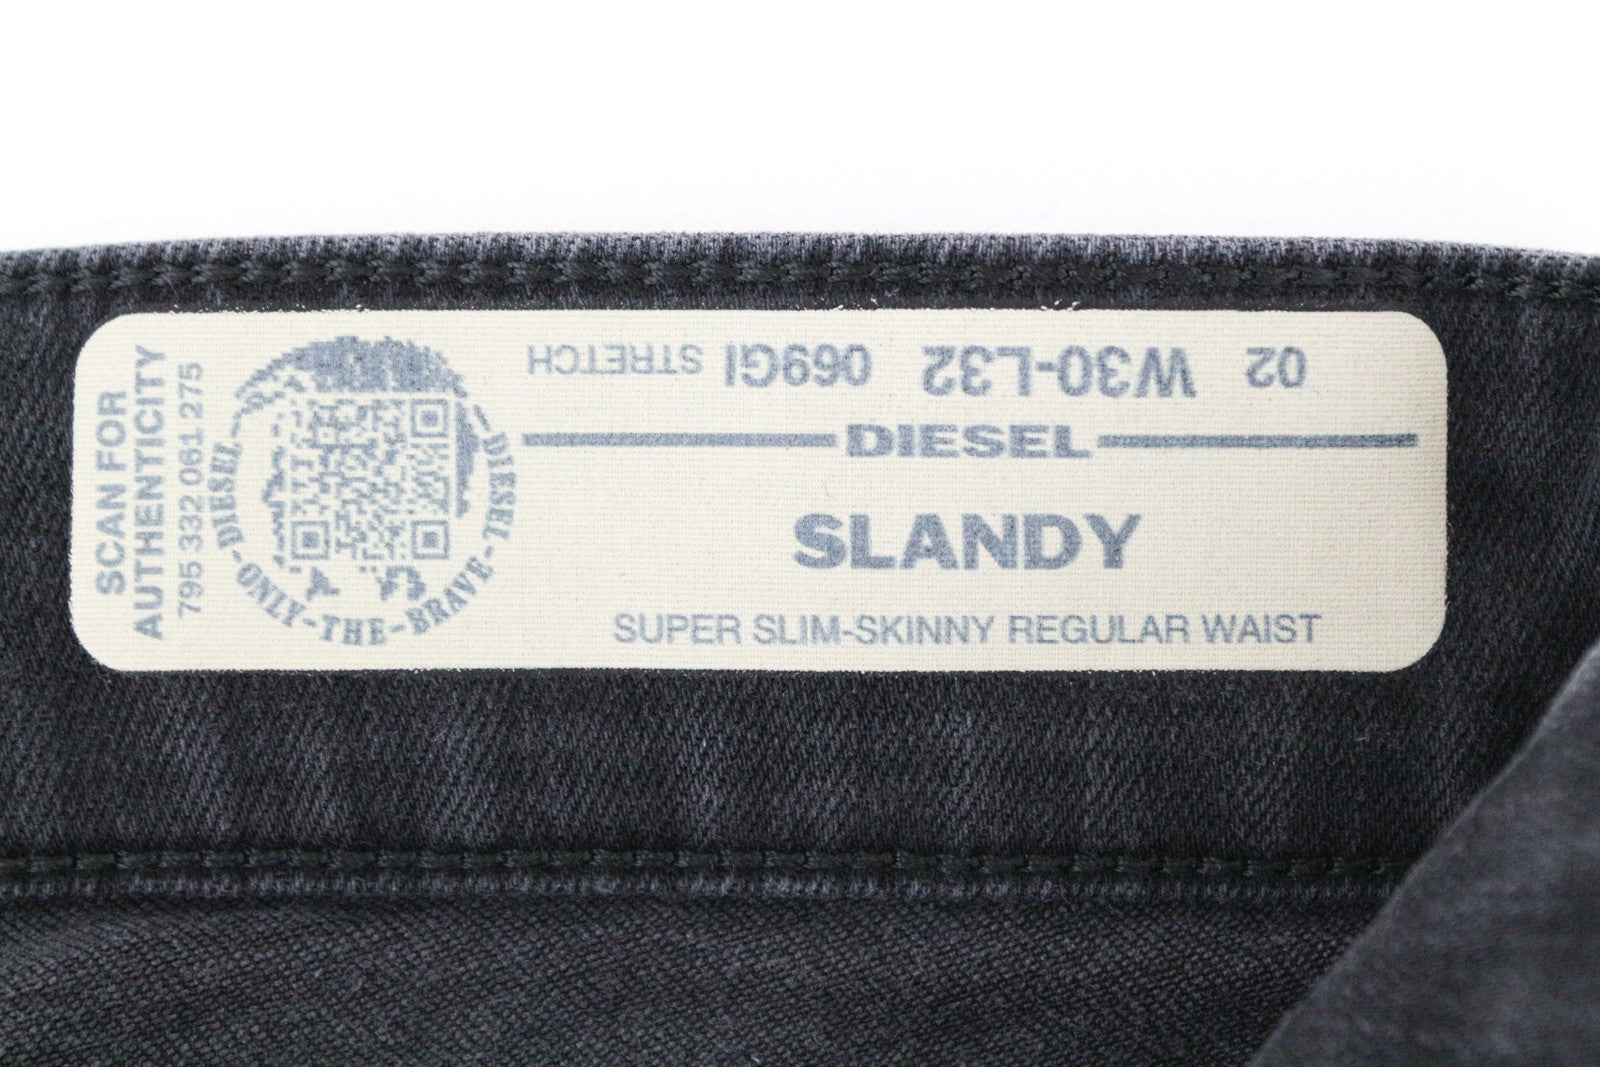 SCAN FOR
AUTHENTICITY
795 332 061 275
DIESEL-ONLY-THE-BRAVE-DIESEL
02 W30-L32 069GI STRETCH
DIESEL
SLANDY
SUPER SLIM-SKINNY REGULAR WAIST